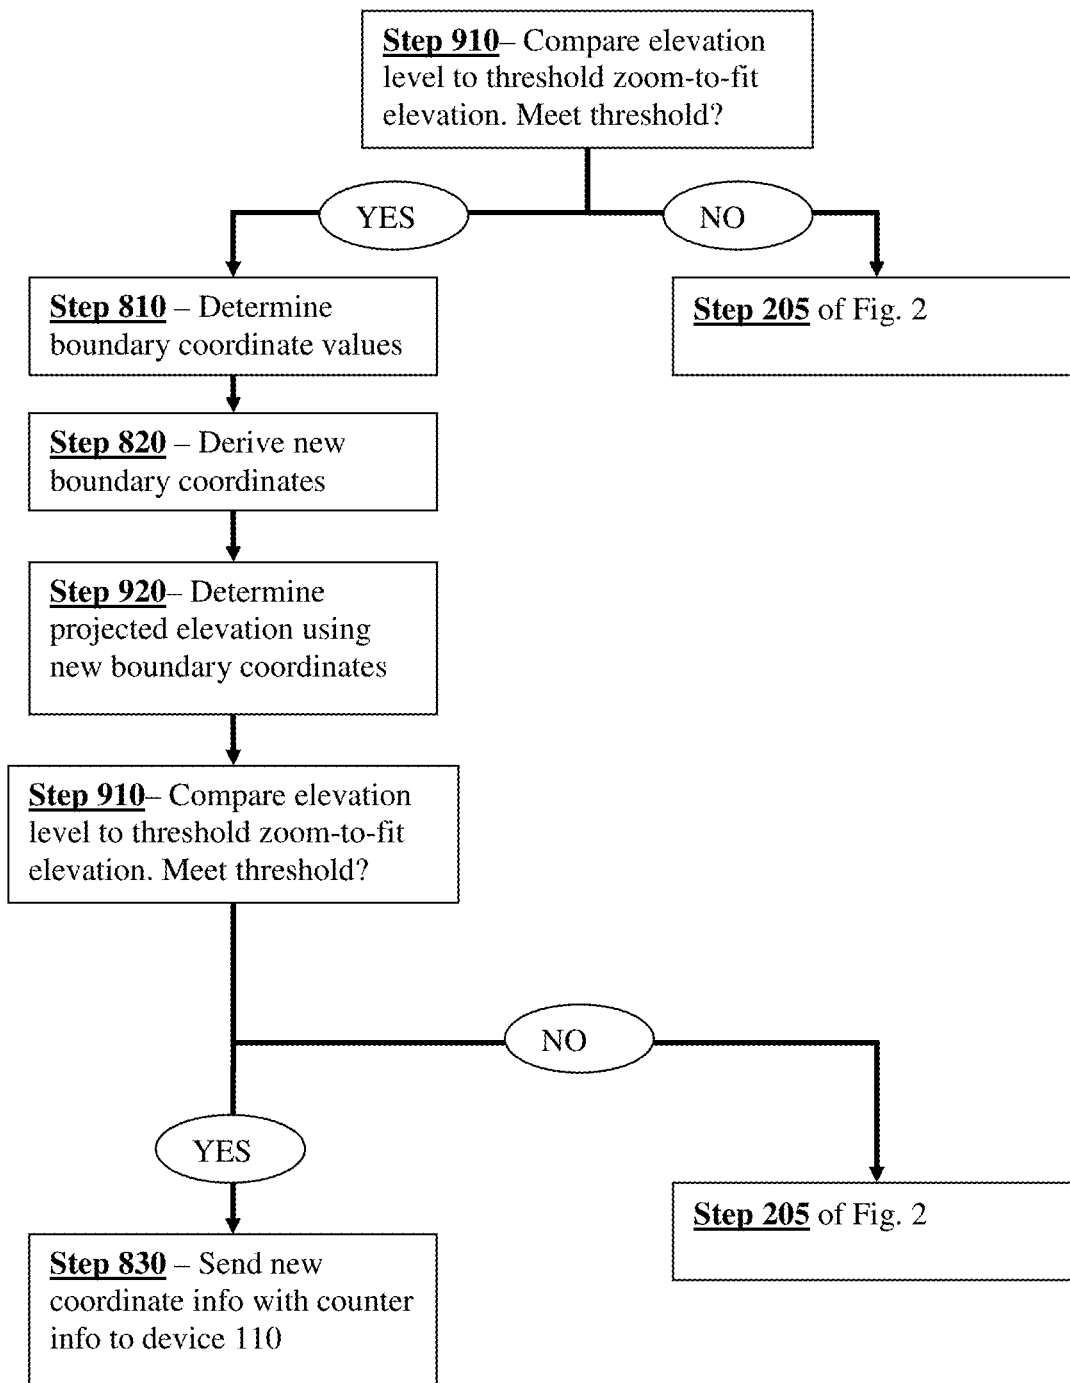 Step 910– Compare elevation
level to threshold zoom-to-fit
elevation. Meet threshold?
YES
NO
Step 810 – Determine
boundary coordinate values
Step 205 of Fig. 2
Step 820 – Derive new
boundary coordinates
Step 920– Determine
projected elevation using
new boundary coordinates
Step 910– Compare elevation
level to threshold zoom-to-fit
elevation. Meet threshold?
NO
YES
Step 205 of Fig. 2
Step 830 – Send new
coordinate info with counter
info to device 110